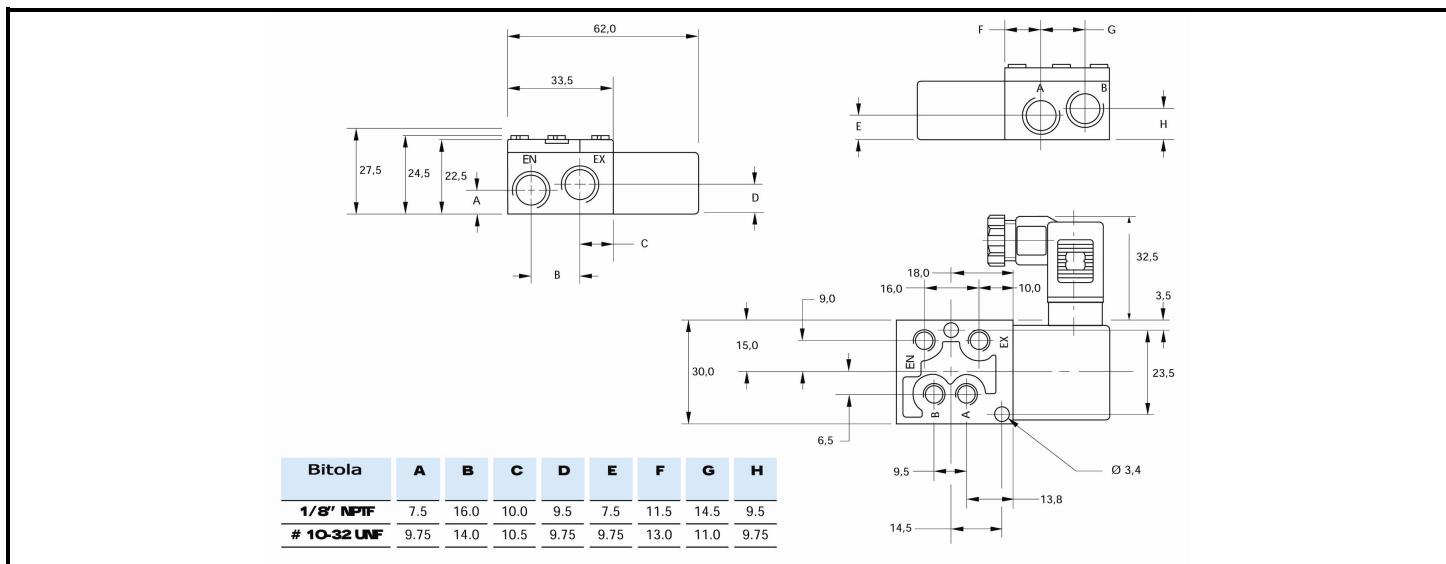 62,0
33,5
27,5
24,5
22,5
A
EN
EX
B
C
D
F
G
A
B
E
H
18,0
16,0
10,0
9,0
32,5
3,5
15,0
30,0
23,5
EN
EX
B
A
6,5
9,5
Ø 3,4
13,8
14,5
Bitola A B C D E F G H
1/8" NPTF 7.5 16.0 10.0 9.5 7.5 11.5 14.5 9.5
# 10-32 UNF 9.75 14.0 10.5 9.75 9.75 13.0 11.0 9.75